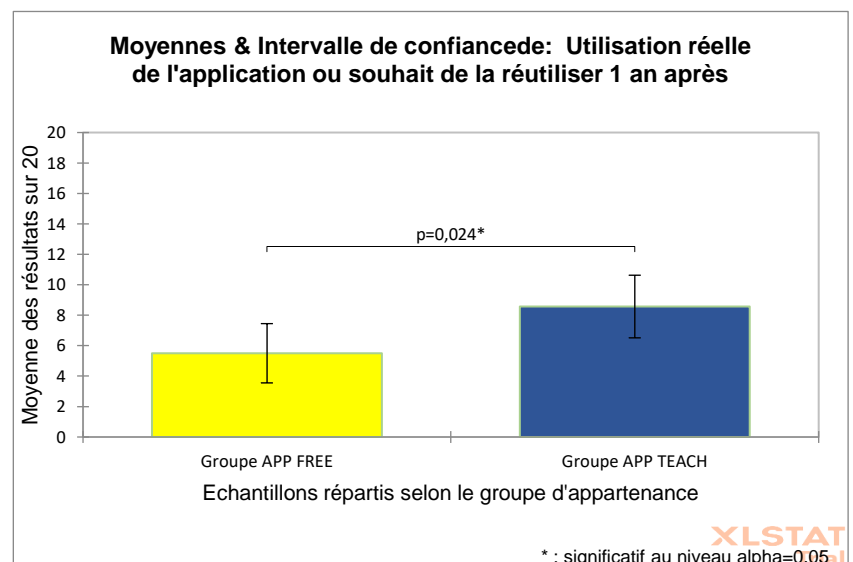 Moyennes & Intervalle de confiancede:  Utilisation réelle
de l'application ou souhait de la réutiliser 1 an après
Moyenne des résultats sur 20
20
18
16
14
12
10
8
6
4
2
0
p=0,024*
Groupe APP FREE
Groupe APP TEACH
Echantillons répartis selon le groupe d'appartenance
XLSTAT
Trial
* : significatif au niveau alpha=0,05